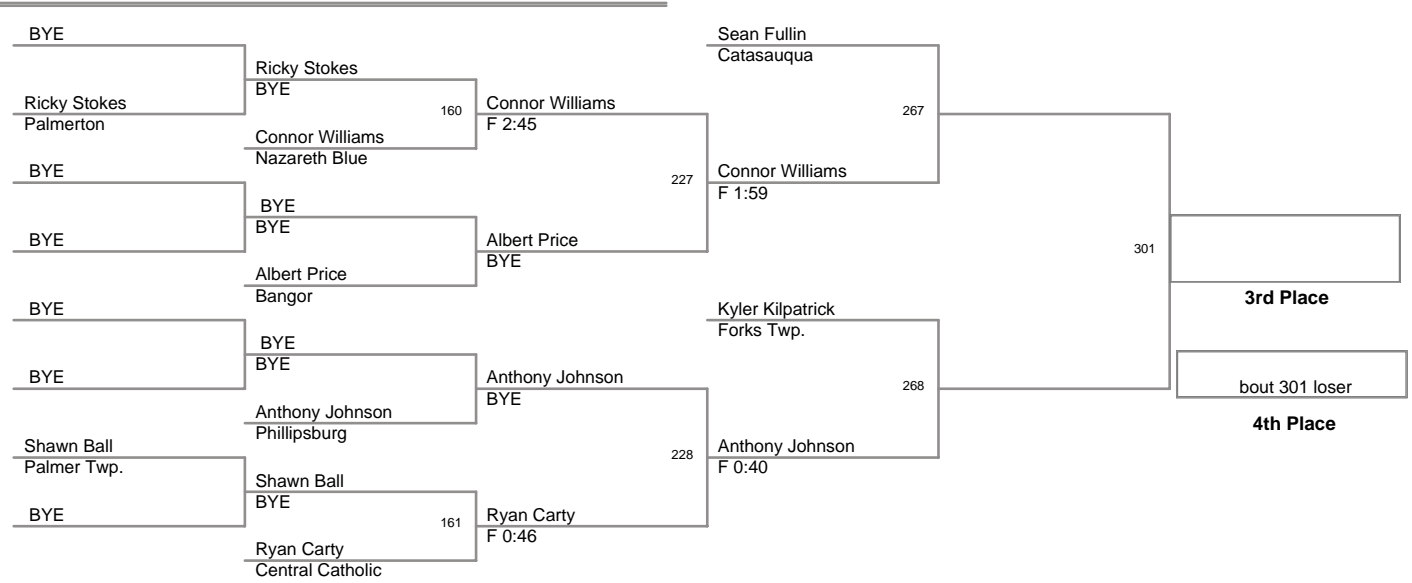 BYE
Ricky Stokes
Palmerton
BYE
BYE
BYE
BYE
Shawn Ball
Palmer Twp.
BYE
Ricky Stokes
BYE
160
Connor Williams
Nazareth Blue
BYE
BYE
Albert Price
Bangor
BYE
BYE
Anthony Johnson
Phillipsburg
Shawn Ball
BYE
161
Ryan Carty
Central Catholic
Connor Williams
F 2:45
227
Albert Price
BYE
Anthony Johnson
BYE
228
Ryan Carty
F 0:46
Sean Fullin
Catasauqua
267
Connor Williams
F 1:59
Kyler Kilpatrick
Forks Twp.
268
Anthony Johnson
F 0:40
301
3rd Place
bout 301 loser
4th Place